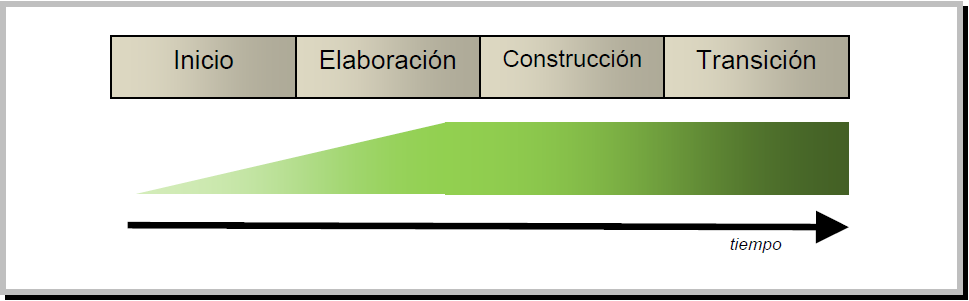 Inicio
Elaboración
Construcción
Transición
tiempo